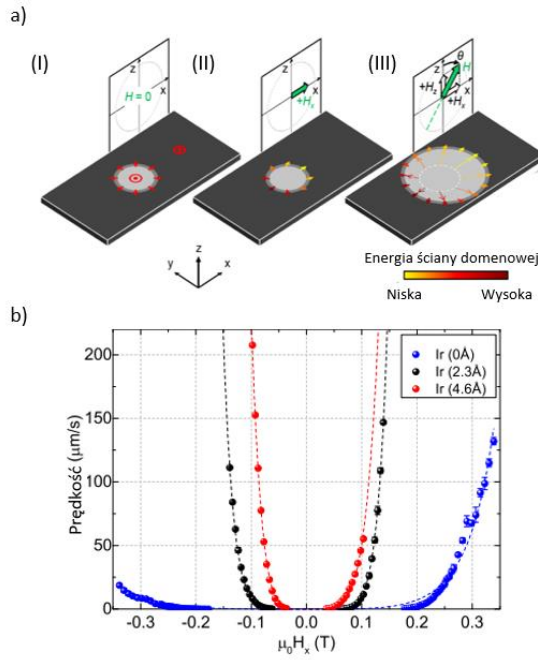 a)
(I) (II) (III)
z x H = 0
z x +Hₓ
z θ H +H_z +Hₓ x
z y x
Energia ściany domenowej
Niska Wysoka
b)
200
150
100
50
0
Prędkość (µm/s)
Ir (0Å)
Ir (2.3Å)
Ir (4.6Å)
-0.3 -0.2 -0.1 0.0 0.1 0.2 0.3
µ₀Hₓ (T)